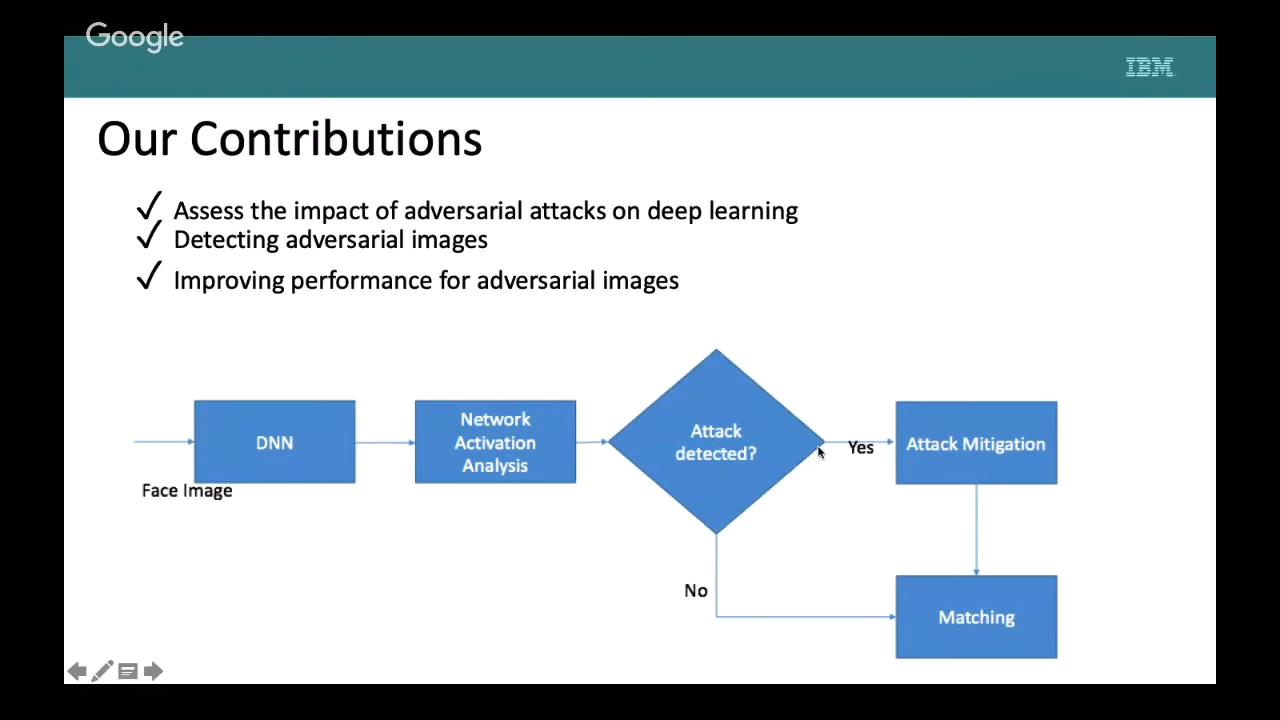 Google
IBM
Our Contributions
✓ Assess the impact of adversarial attacks on deep learning
✓ Detecting adversarial images
✓ Improving performance for adversarial images
DNN
Face Image
Network
Activation
Analysis
Attack
detected?
Yes
Attack Mitigation
No
Matching